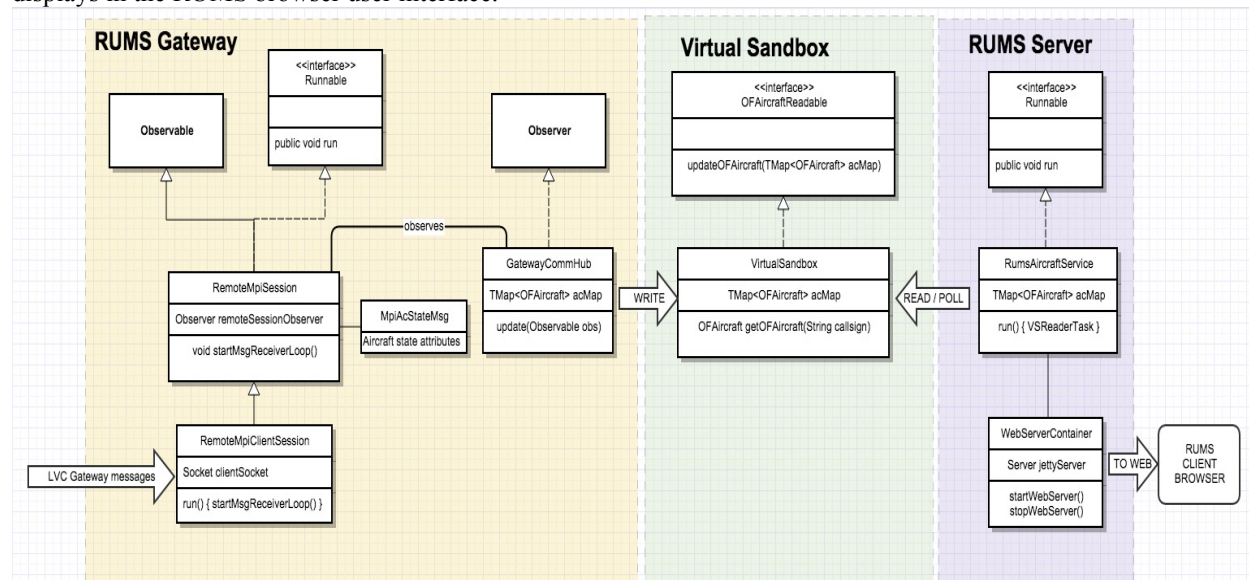 displays in the RUMS browser user interface.
RUMS Gateway
Virtual Sandbox
RUMS Server
<<interface>>
Runnable
public void run
Observable
Observer
<<interface>>
OFAircraftReadable
updateOFAircraft(TMap<OFAircraft> acMap)
<<interface>>
Runnable
public void run
observes
RemoteMpiSession
Observer remoteSessionObserver
void startMsgReceiverLoop()
MpiAcStateMsg
Aircraft state attributes
GatewayCommHub
TMap<OFAircraft> acMap
update(Observable obs)
WRITE
VirtualSandbox
TMap<OFAircraft> acMap
OFAircraft getOFAircraft(String callsign)
READ / POLL
RumsAircraftService
TMap<OFAircraft> acMap
run() { VSReaderTask }
LVC Gateway messages
RemoteMpiClientSession
Socket clientSocket
run() { startMsgReceiverLoop() }
WebServerContainer
Server jettyServer
startWebServer()
stopWebServer()
TO WEB
RUMS
CLIENT
BROWSER